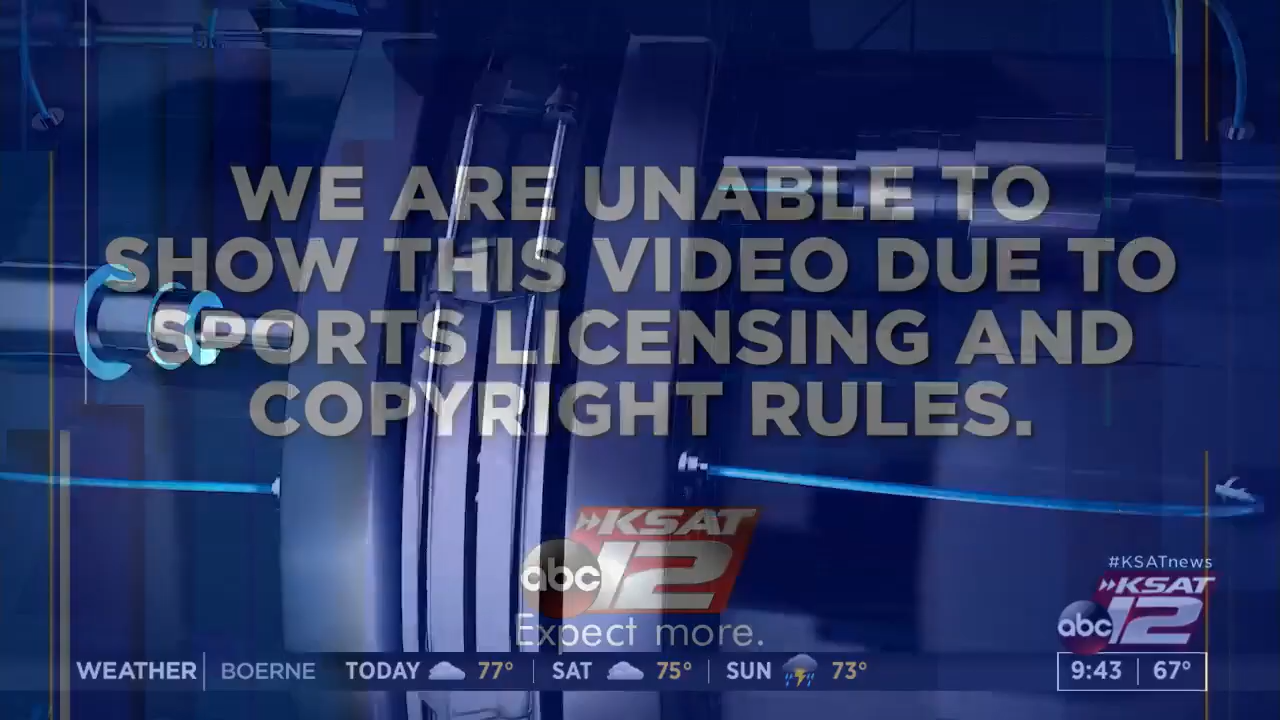 WE ARE UNABLE TO
SHOW THIS VIDEO DUE TO
SPORTS LICENSING AND
COPYRIGHT RULES.
KSAT
abc 12
Expect more.
#KSATnews
KSAT
abc 12
WEATHER BOERNE TODAY 77° SAT 75° SUN 73°
9:43 67°